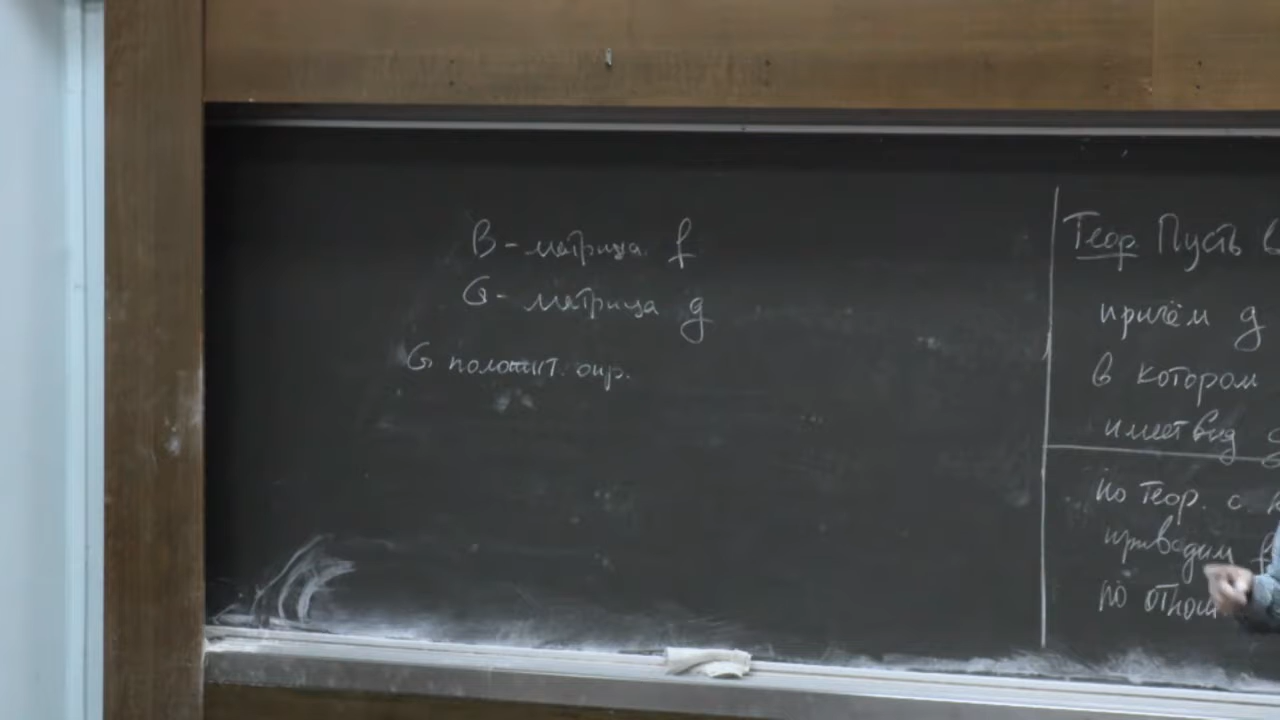 B - матрица f
G - матрица g
G положит. опр.
Теор. Пусть
причём g
в котором
имеет вид
по теор. с
приводим f
по отнош